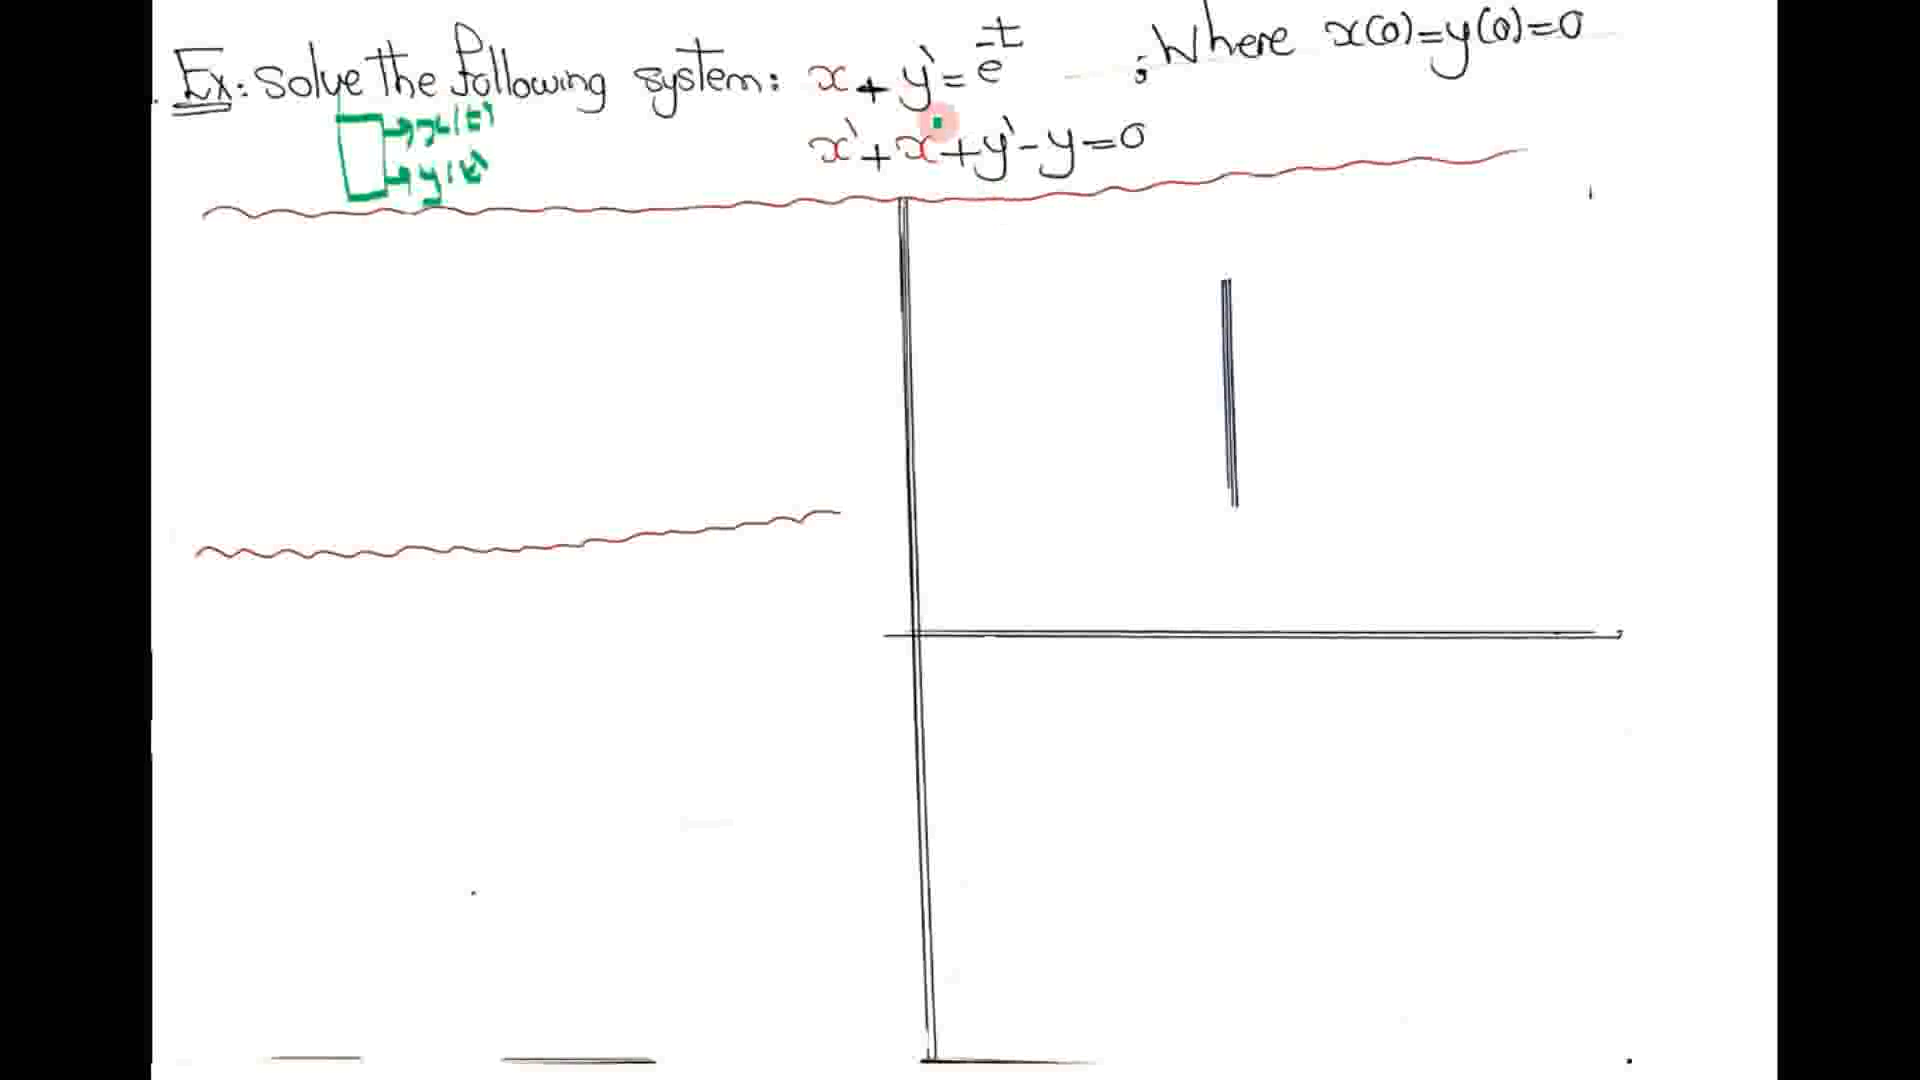 Ex: Solve the following system: x + y' = e^-t ; Where x(0)=y(0)=0
x' + x + y' - y = 0
x(t)
y(t)